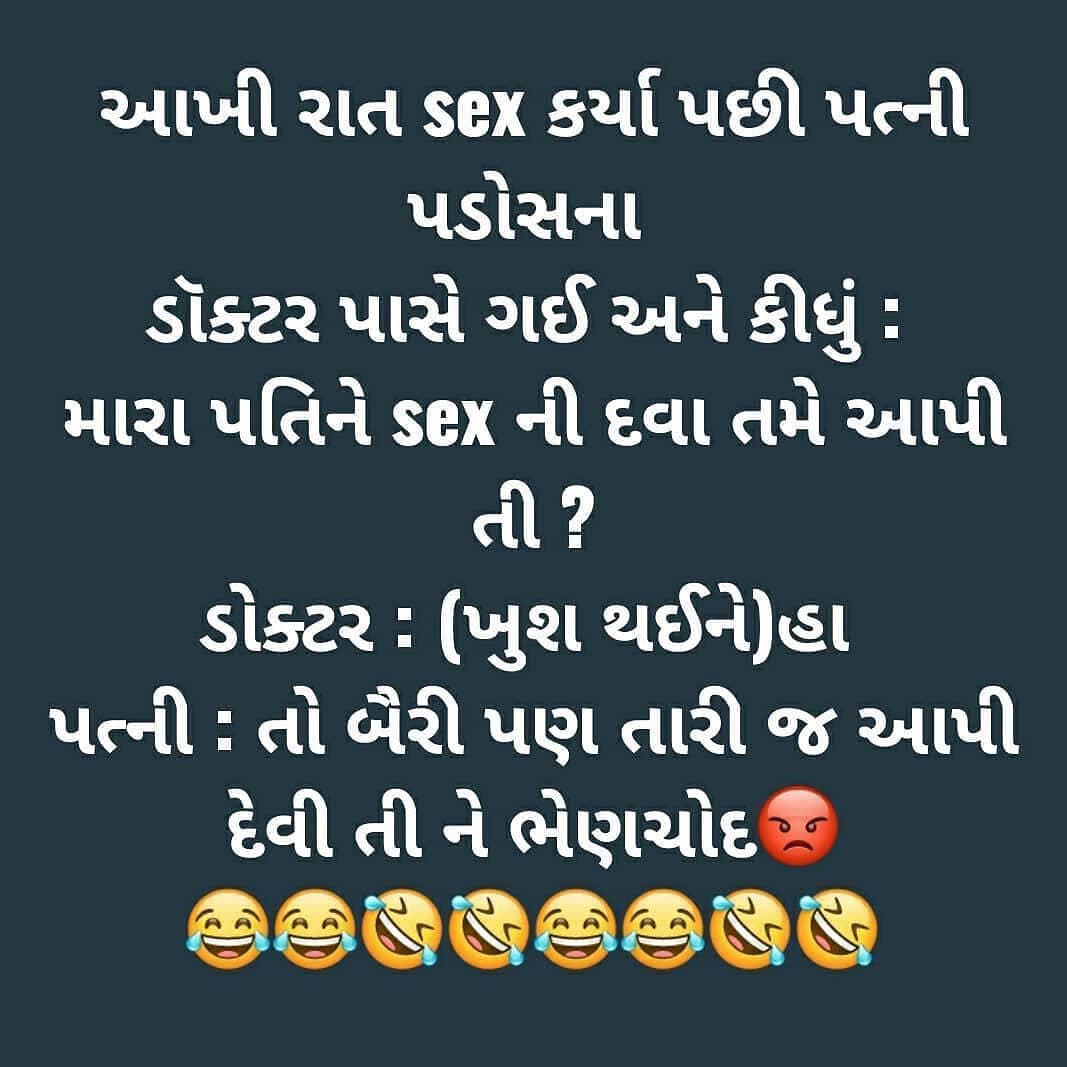 આખી રાત sex કર્યા પછી પત્ની
પડોસના
ડૉક્ટર પાસે ગઈ અને કીધું :
મારા પતિને sex ની દવા તમે આપી
તી ?
ડોક્ટર : (ખુશ થઈને)હા
પત્ની : તો બૈરી પણ તારી જ આપી
દેવી તી ને ભેણચોદ😡
😂😂🤣🤣😂😂🤣🤣